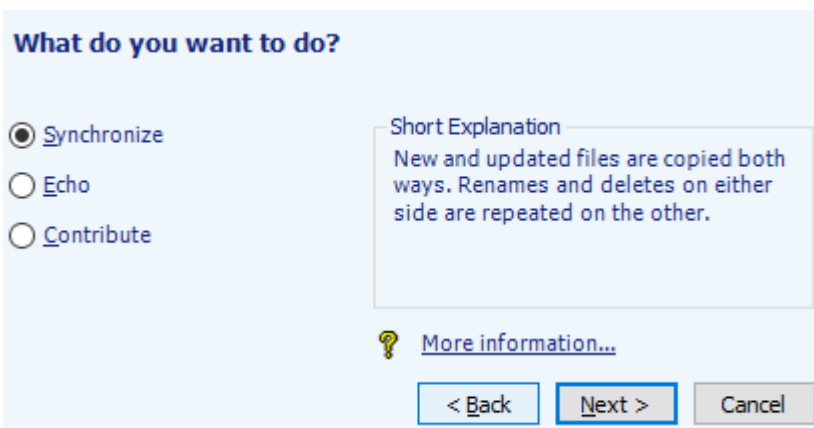 What do you want to do?
Synchronize
Echo
Contribute
Short Explanation
New and updated files are copied both
ways. Renames and deletes on either
side are repeated on the other.
More information...
< Back Next > Cancel